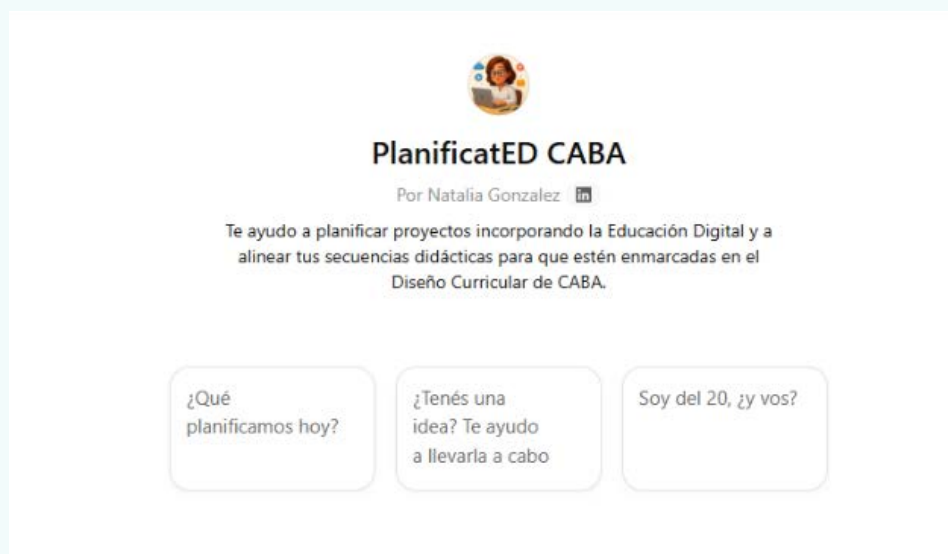 PlanificatED CABA
Por Natalia Gonzalez in
Te ayudo a planificar proyectos incorporando la Educación Digital y a
alinear tus secuencias didácticas para que estén enmarcadas en el
Diseño Curricular de CABA.
¿Qué
planificamos hoy?
¿Tenés una
idea? Te ayudo
a llevarla a cabo
Soy del 20, ¿y vos?